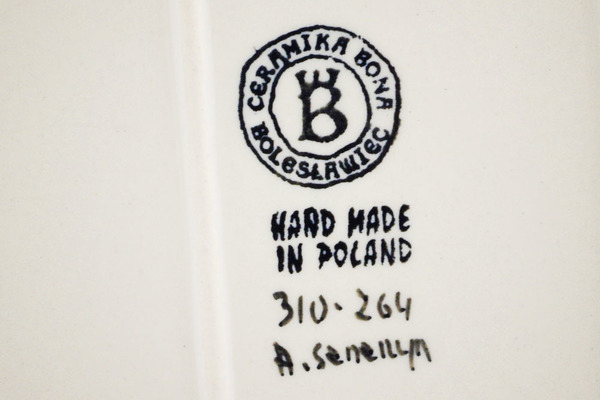 CERAMIKA BONA
B
BOLESŁAWIEC
HAND MADE
IN POLAND
310-264
A.